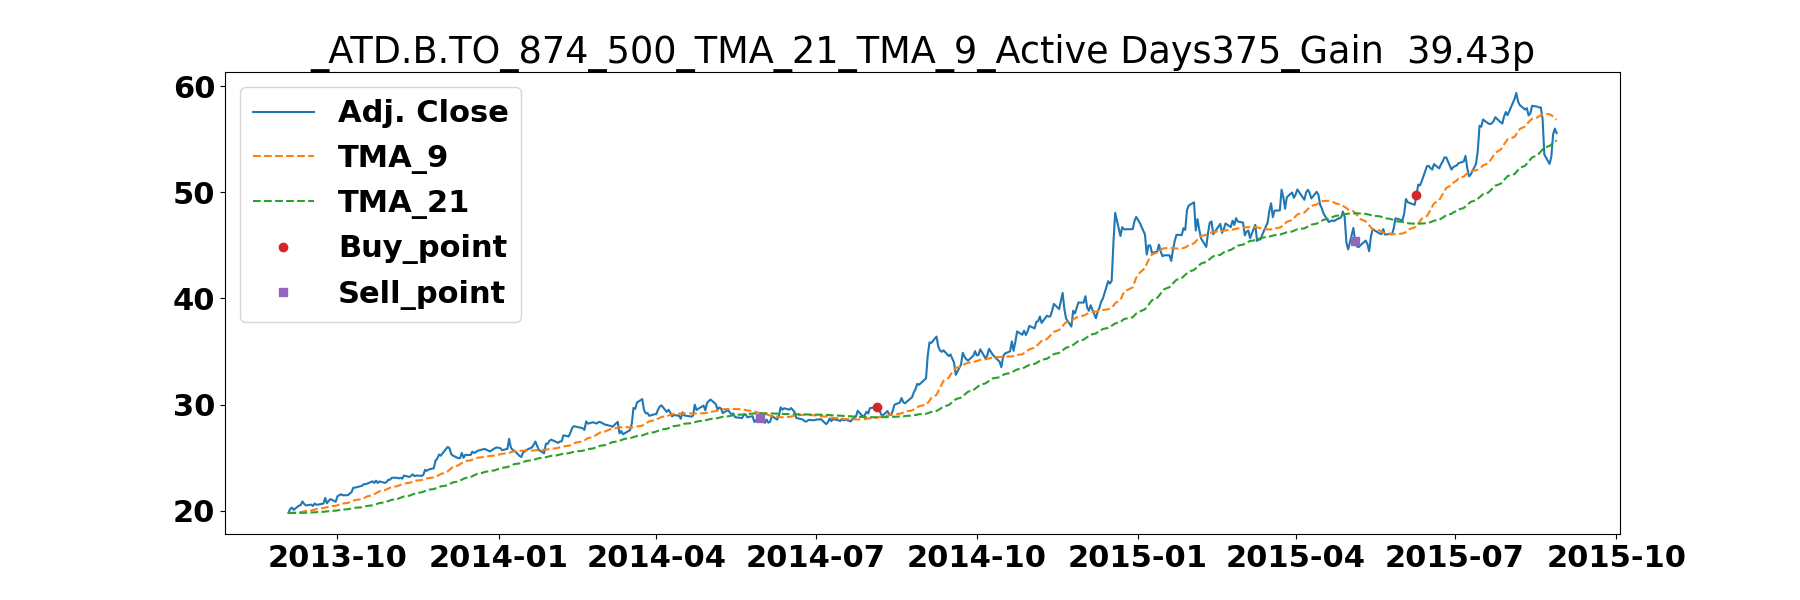 _ATD.B.TO_874_500_TMA_21_TMA_9_Active Days375_Gain  39.43p
60
50
40
30
20
Adj. Close
TMA_9
TMA_21
Buy_point
Sell_point
2013-10 2014-01 2014-04 2014-07 2014-10 2015-01 2015-04 2015-07 2015-10